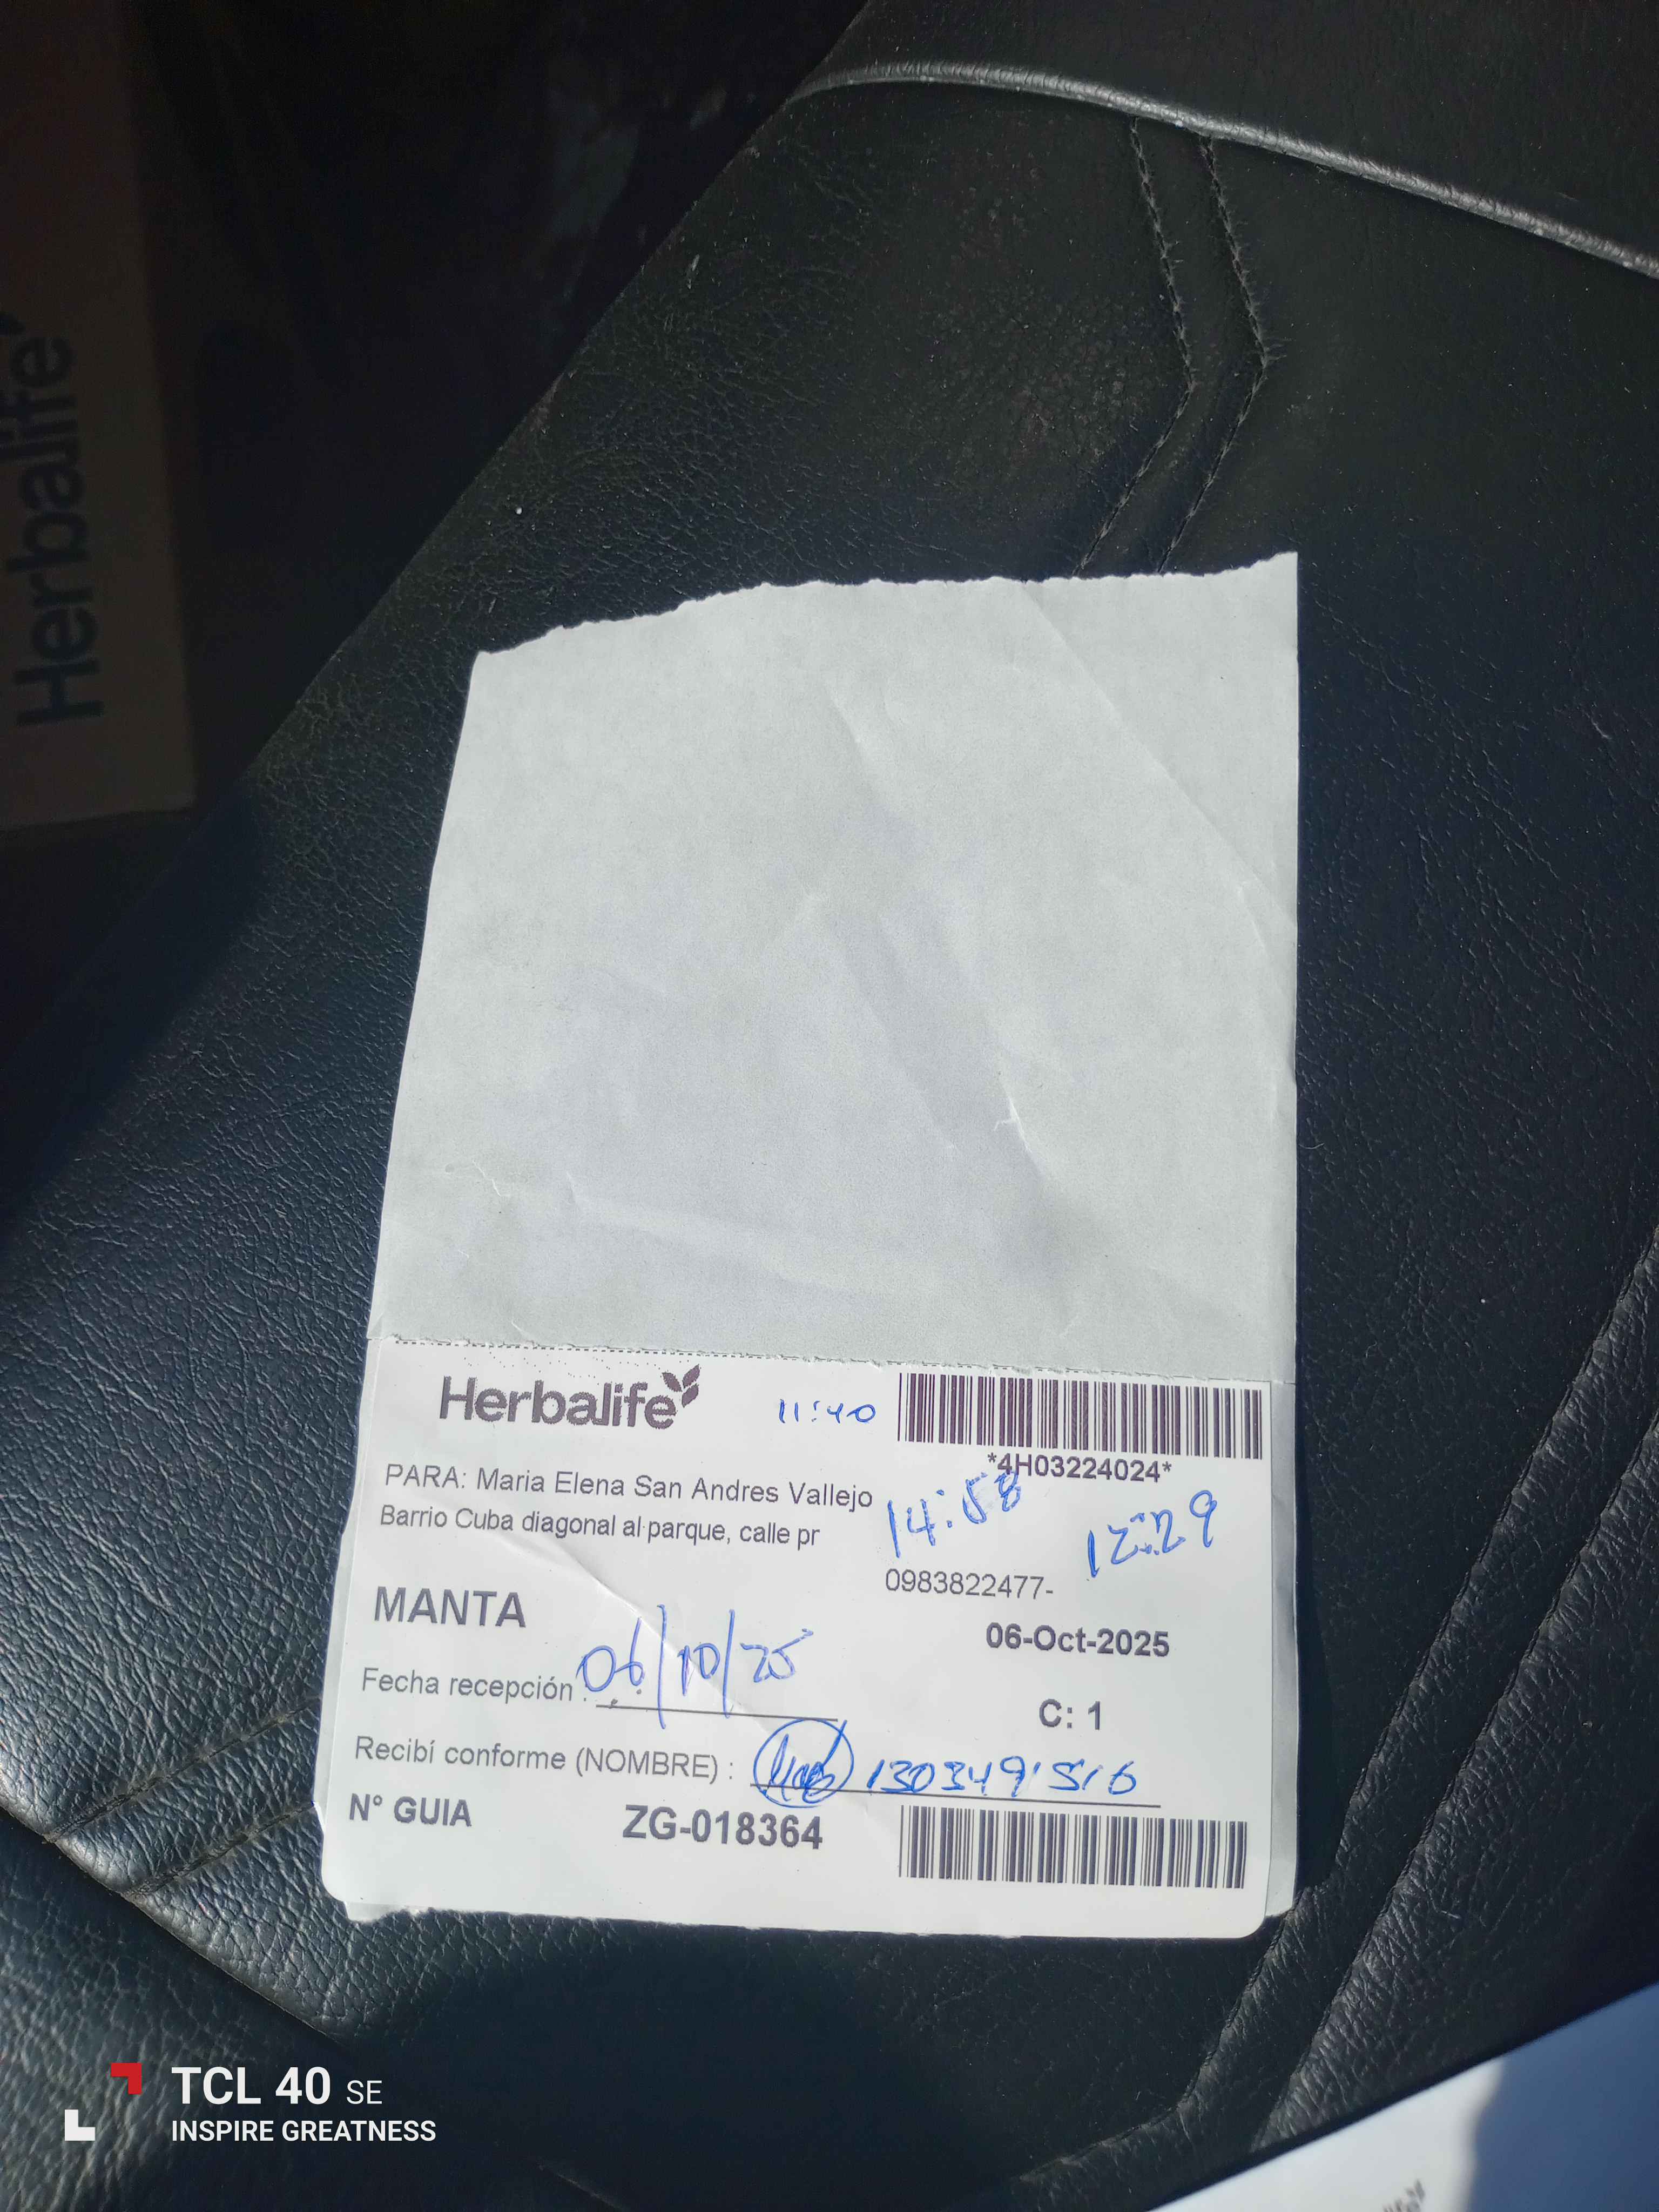 Herbalife
Herbalife 11:40
*4H03224024*
PARA: Maria Elena San Andres Vallejo
14:58 12:29
Barrio Cuba diagonal al parque, calle pr
0983822477-
MANTA
06-Oct-2025
Fecha recepción : 06/10/25
C: 1
Recibí conforme (NOMBRE) : 1303491516
N° GUIA ZG-018364
TCL 40 SE
INSPIRE GREATNESS